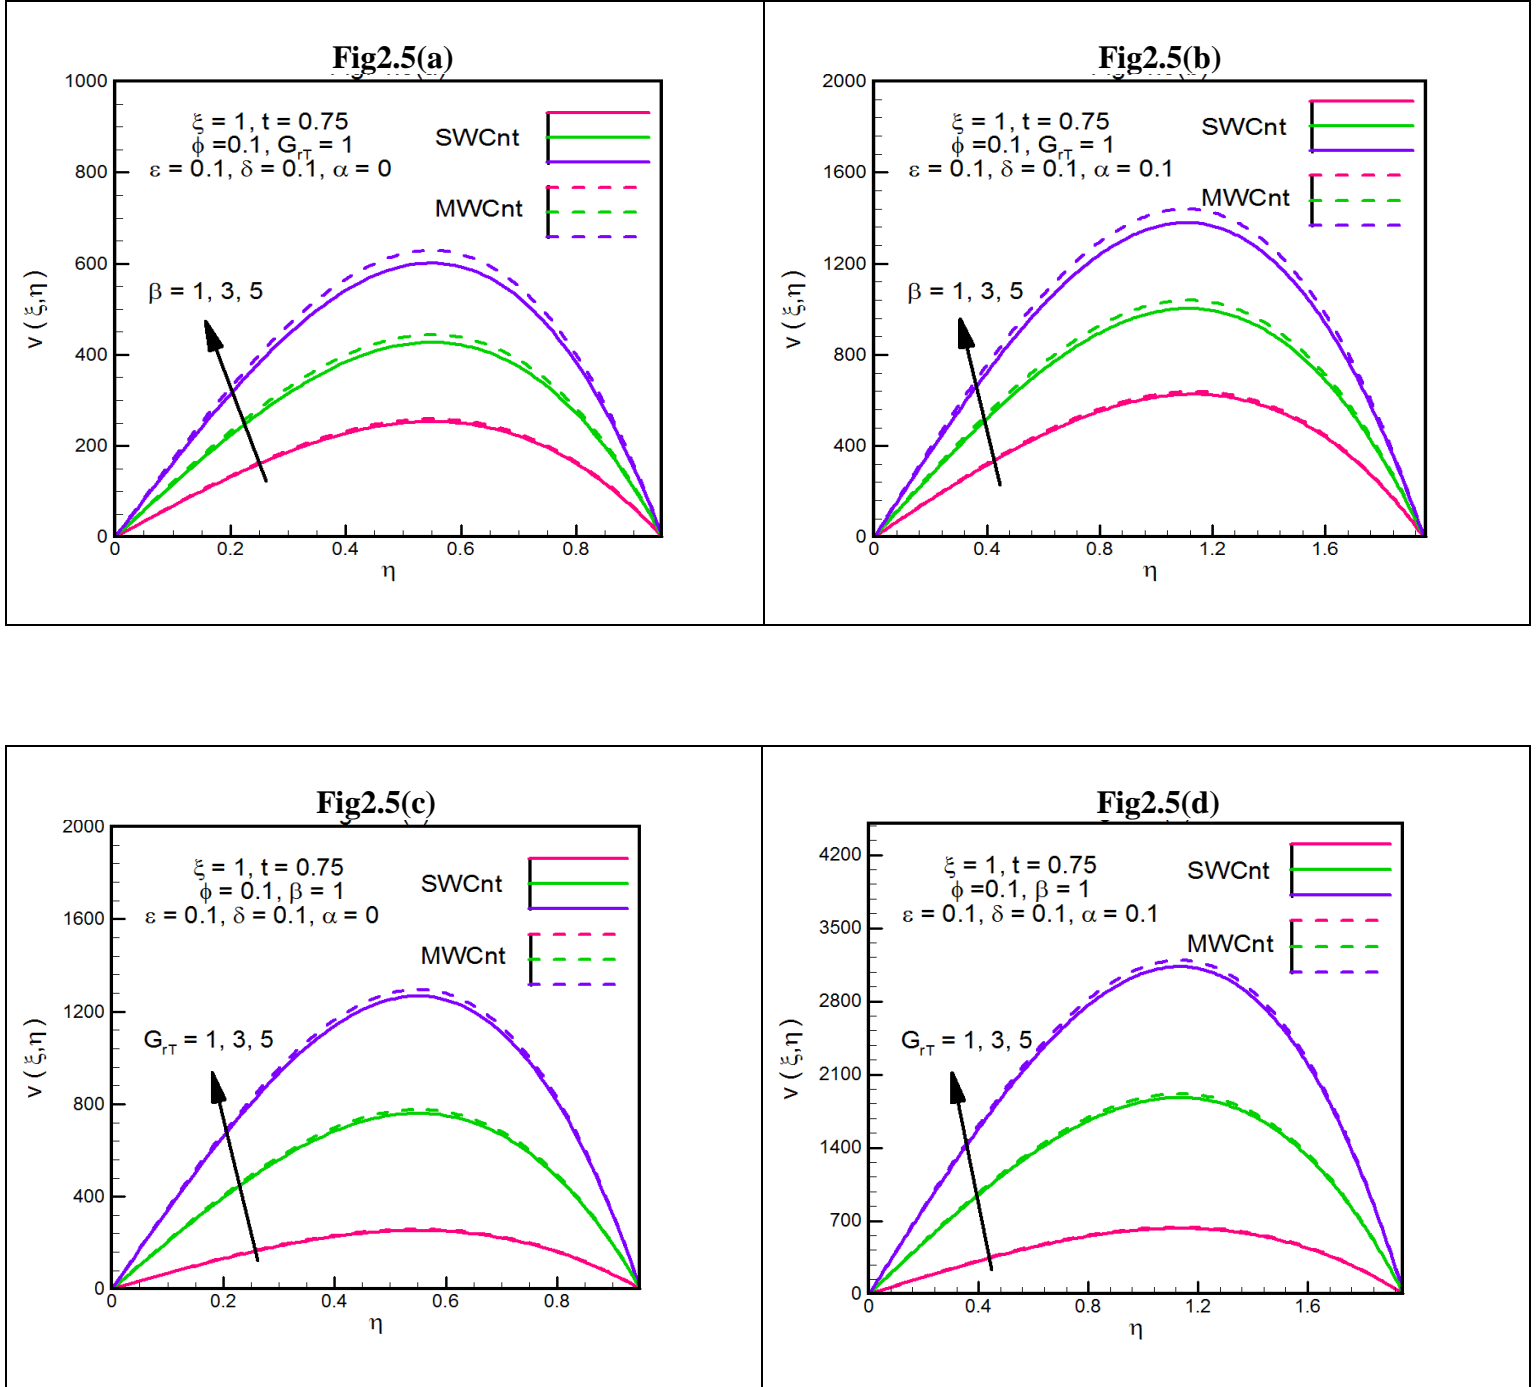 Fig2.5(a)
1000
800
600
400
200
0
0
0.2
0.4
0.6
0.8
η
v ( ξ,η )
ξ = 1, t = 0.75
ϕ =0.1, GrT = 1
ε = 0.1, δ = 0.1, α = 0
SWCnt
MWCnt
β = 1, 3, 5
Fig2.5(b)
2000
1600
1200
800
400
0
0
0.4
0.8
1.2
1.6
η
v ( ξ,η )
ξ = 1, t = 0.75
ϕ =0.1, GrT = 1
ε = 0.1, δ = 0.1, α = 0.1
SWCnt
MWCnt
β = 1, 3, 5
Fig2.5(c)
2000
1600
1200
800
400
0
0
0.2
0.4
0.6
0.8
η
v ( ξ,η )
ξ = 1, t = 0.75
ϕ = 0.1, β = 1
ε = 0.1, δ = 0.1, α = 0
SWCnt
MWCnt
GrT = 1, 3, 5
Fig2.5(d)
4200
3500
2800
2100
1400
700
0
0
0.4
0.8
1.2
1.6
η
v ( ξ,η )
ξ = 1, t = 0.75
ϕ =0.1, β = 1
ε = 0.1, δ = 0.1, α = 0.1
SWCnt
MWCnt
GrT = 1, 3, 5